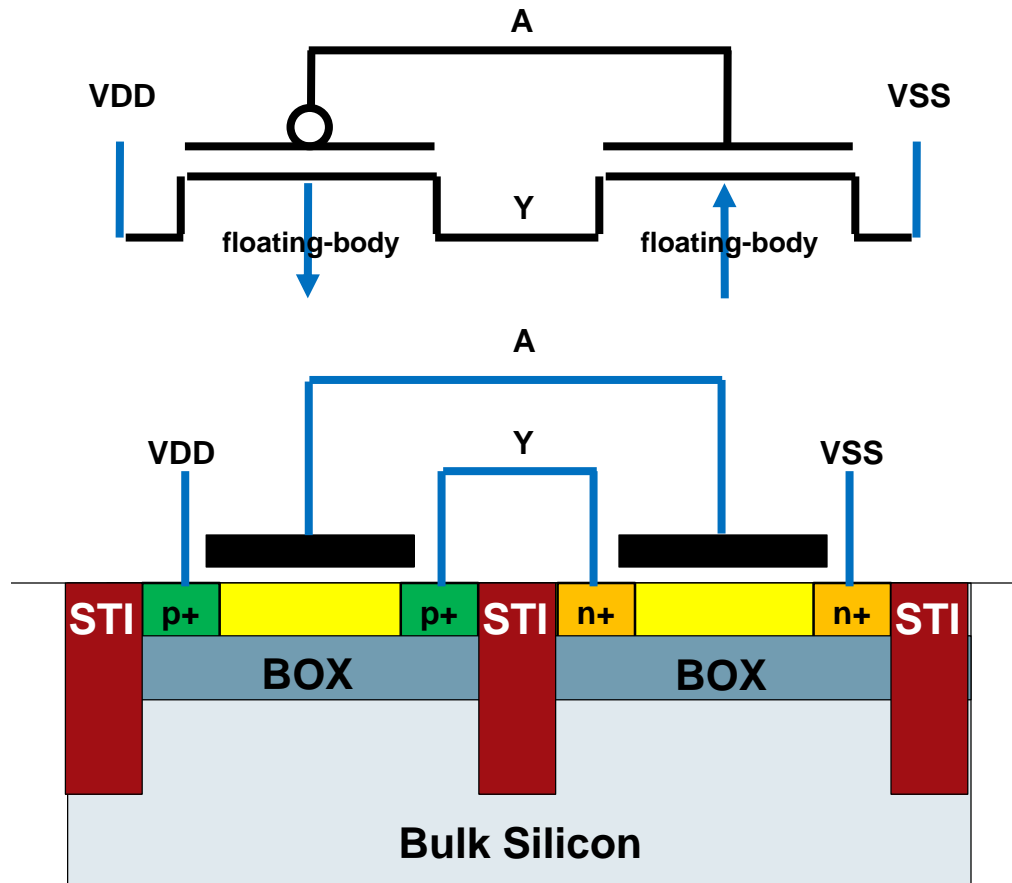 A
VDD
VSS
Y
floating-body
floating-body
A
Y
VDD
VSS
STI
p+
p+
STI
n+
n+
STI
BOX
BOX
Bulk Silicon